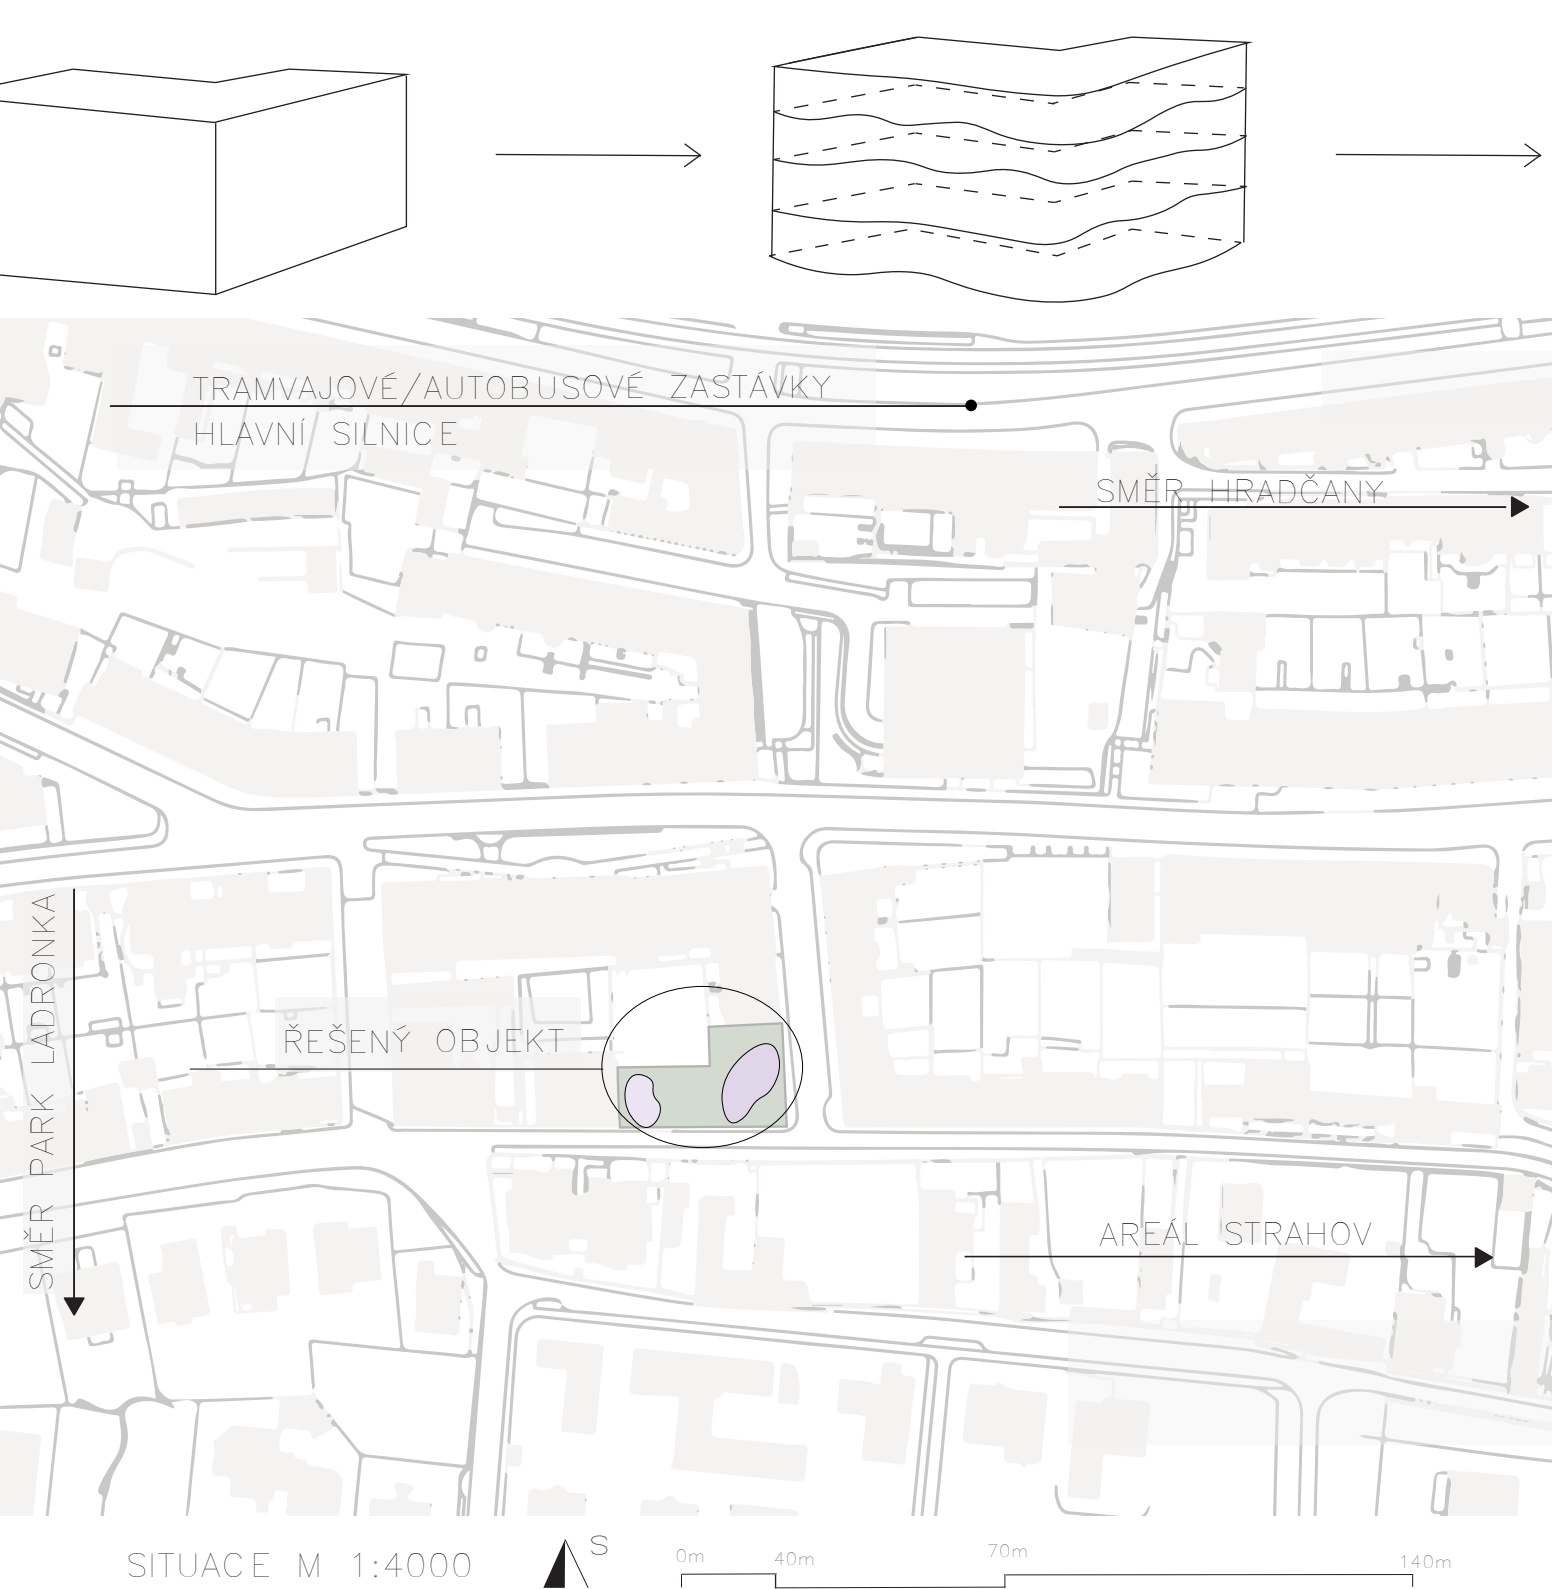 TRAMVAJOVÉ/AUTOBUSOVÉ ZASTÁVKY
HLAVNÍ SILNICE
SMĚR HRADČANY
SMĚR PARK LADRONKA
ŘEŠENÝ OBJEKT
AREÁL STRAHOV
SITUACE M 1:4000
S
0m
40m
70m
140m